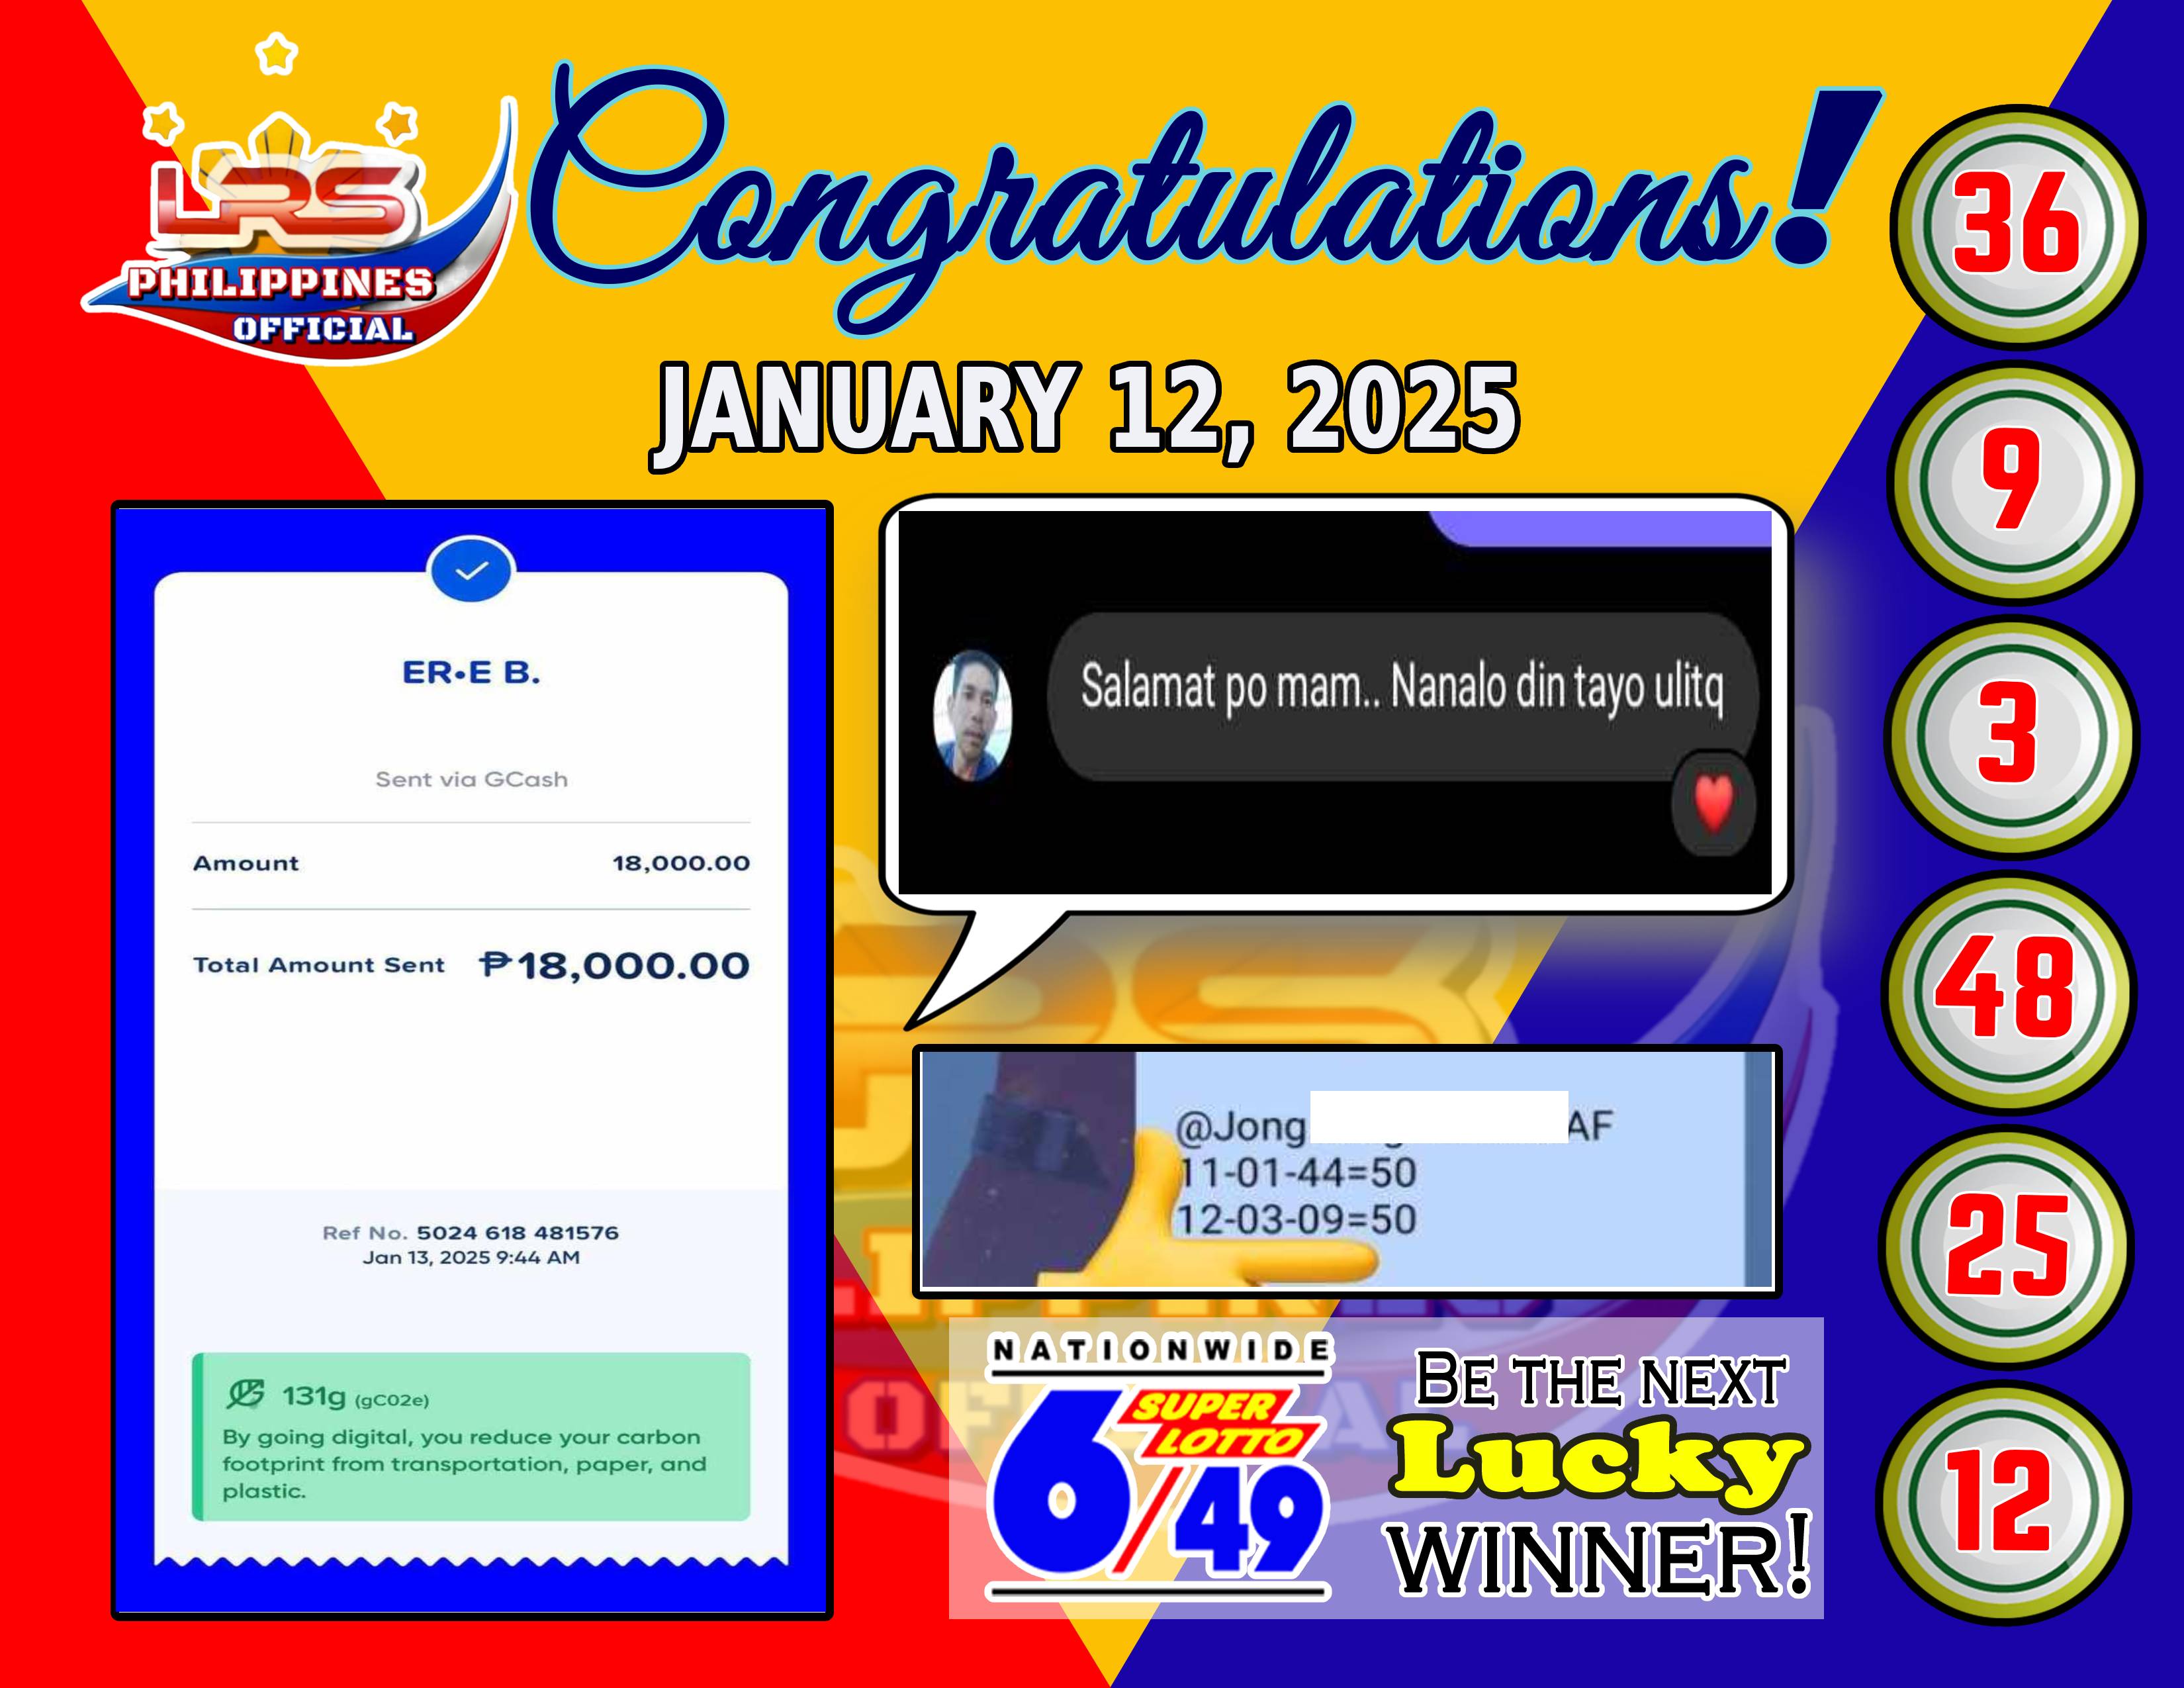 LRS
PHILIPPINES
OFFICIAL
Congratulations!
JANUARY 12, 2025
ER•E B.
Sent via GCash
Amount 18,000.00
Total Amount Sent ₱18,000.00
Ref No. 5024 618 481576
Jan 13, 2025 9:44 AM
131g (gC02e)
By going digital, you reduce your carbon
footprint from transportation, paper, and
plastic.
Salamat po mam.. Nanalo din tayo ulitq
@Jong AF
11-01-44=50
12-03-09=50
NATIONWIDE
SUPER
LOTTO
6/49
BE THE NEXT
Lucky
WINNER!
36
9
3
48
25
12